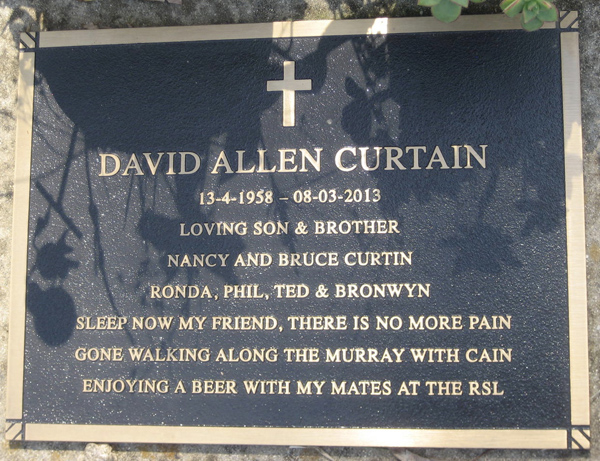 DAVID ALLEN CURTAIN
13-4-1958 – 08-03-2013
LOVING SON & BROTHER
NANCY AND BRUCE CURTIN
RONDA, PHIL, TED & BRONWYN
SLEEP NOW MY FRIEND, THERE IS NO MORE PAIN
GONE WALKING ALONG THE MURRAY WITH CAIN
ENJOYING A BEER WITH MY MATES AT THE RSL